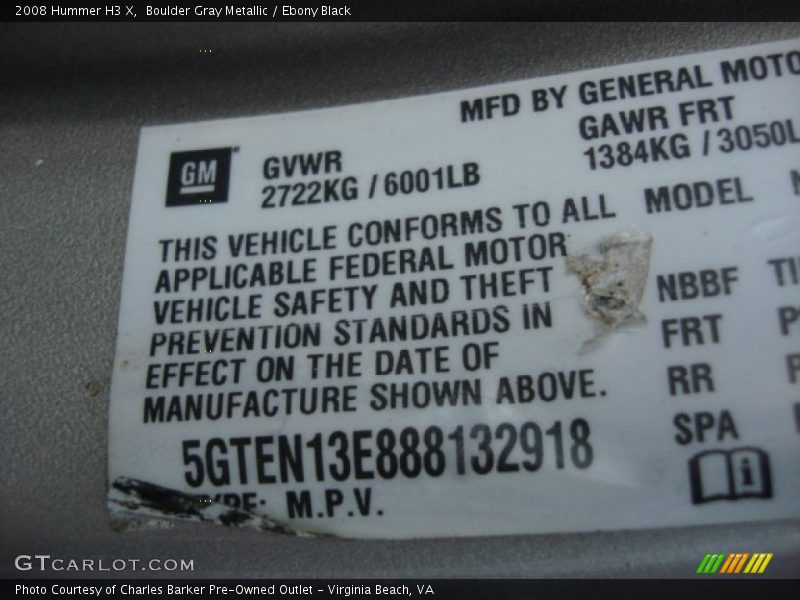 2008 Hummer H3 X,  Boulder Gray Metallic / Ebony Black
MFD BY GENERAL MOTO
GM
GVWR
2722KG / 6001LB
GAWR FRT
1384KG / 3050L
THIS VEHICLE CONFORMS TO ALL
APPLICABLE FEDERAL MOTOR
VEHICLE SAFETY AND THEFT
PREVENTION STANDARDS IN
EFFECT ON THE DATE OF
MANUFACTURE SHOWN ABOVE.
5GTEN13E888132918
TYPE: M.P.V.
MODEL
NBBF
FRT
RR
SPA
GTCARLOT.COM
Photo Courtesy of Charles Barker Pre-Owned Outlet - Virginia Beach, VA